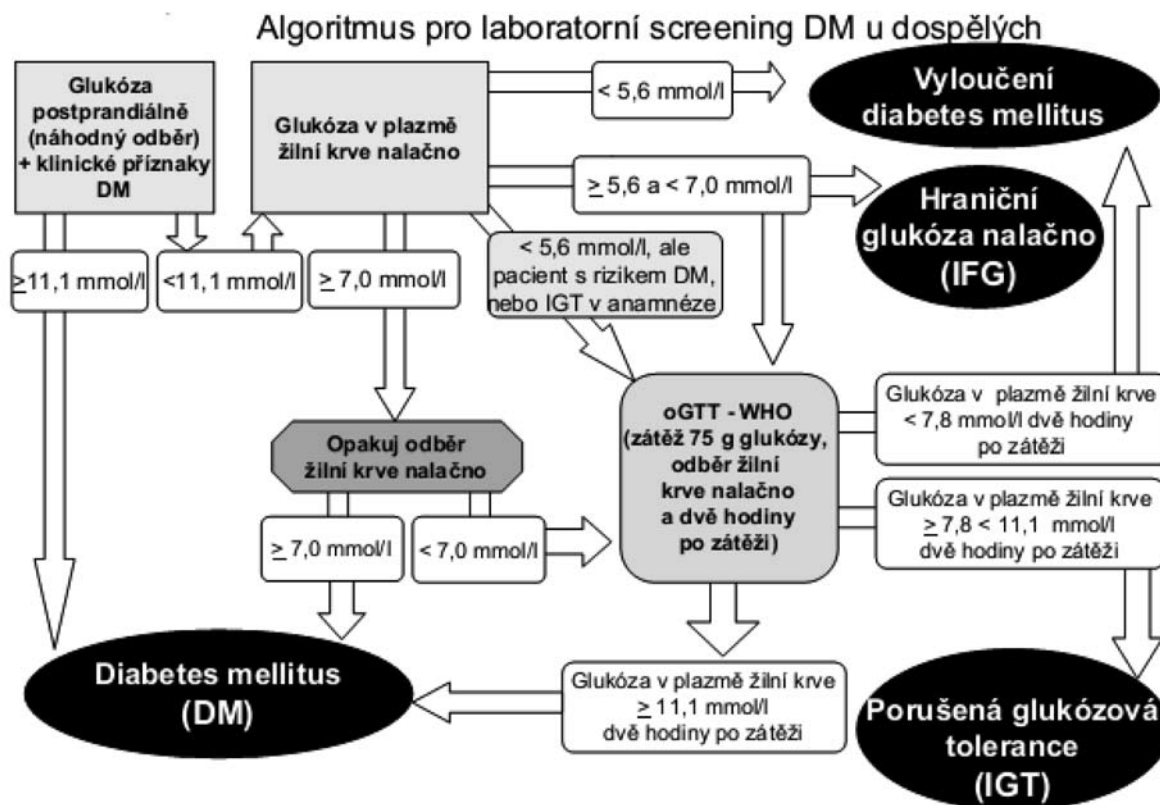 Algoritmus pro laboratorní screening DM u dospělých
Glukóza
postprandiálně
(náhodný odběr)
+ klinické příznaky
DM
Glukóza v plazmě
žilní krve nalačno
< 5,6 mmol/l
Vyloučení
diabetes mellitus
≥ 5,6 a < 7,0 mmol/l
Hraniční
glukóza nalačno
(IFG)
≥11,1 mmol/l
<11,1 mmol/l
≥ 7,0 mmol/l
< 5,6 mmol/l, ale
pacient s rizikem DM,
nebo IGT v anamnéze
oGTT - WHO
(zátěž 75 g glukózy,
odběr žilní
krve nalačno
a dvě hodiny
po zátěži)
Glukóza v plazmě žilní krve
< 7,8 mmol/l dvě hodiny
po zátěži
Opakuj odběr
žilní krve nalačno
Glukóza v plazmě žilní krve
≥ 7,8 < 11,1 mmol/l
dvě hodiny po zátěži
≥ 7,0 mmol/l
< 7,0 mmol/l
Diabetes mellitus
(DM)
Glukóza v plazmě žilní krve
≥ 11,1 mmol/l
dvě hodiny po zátěži
Porušená glukózová
tolerance
(IGT)